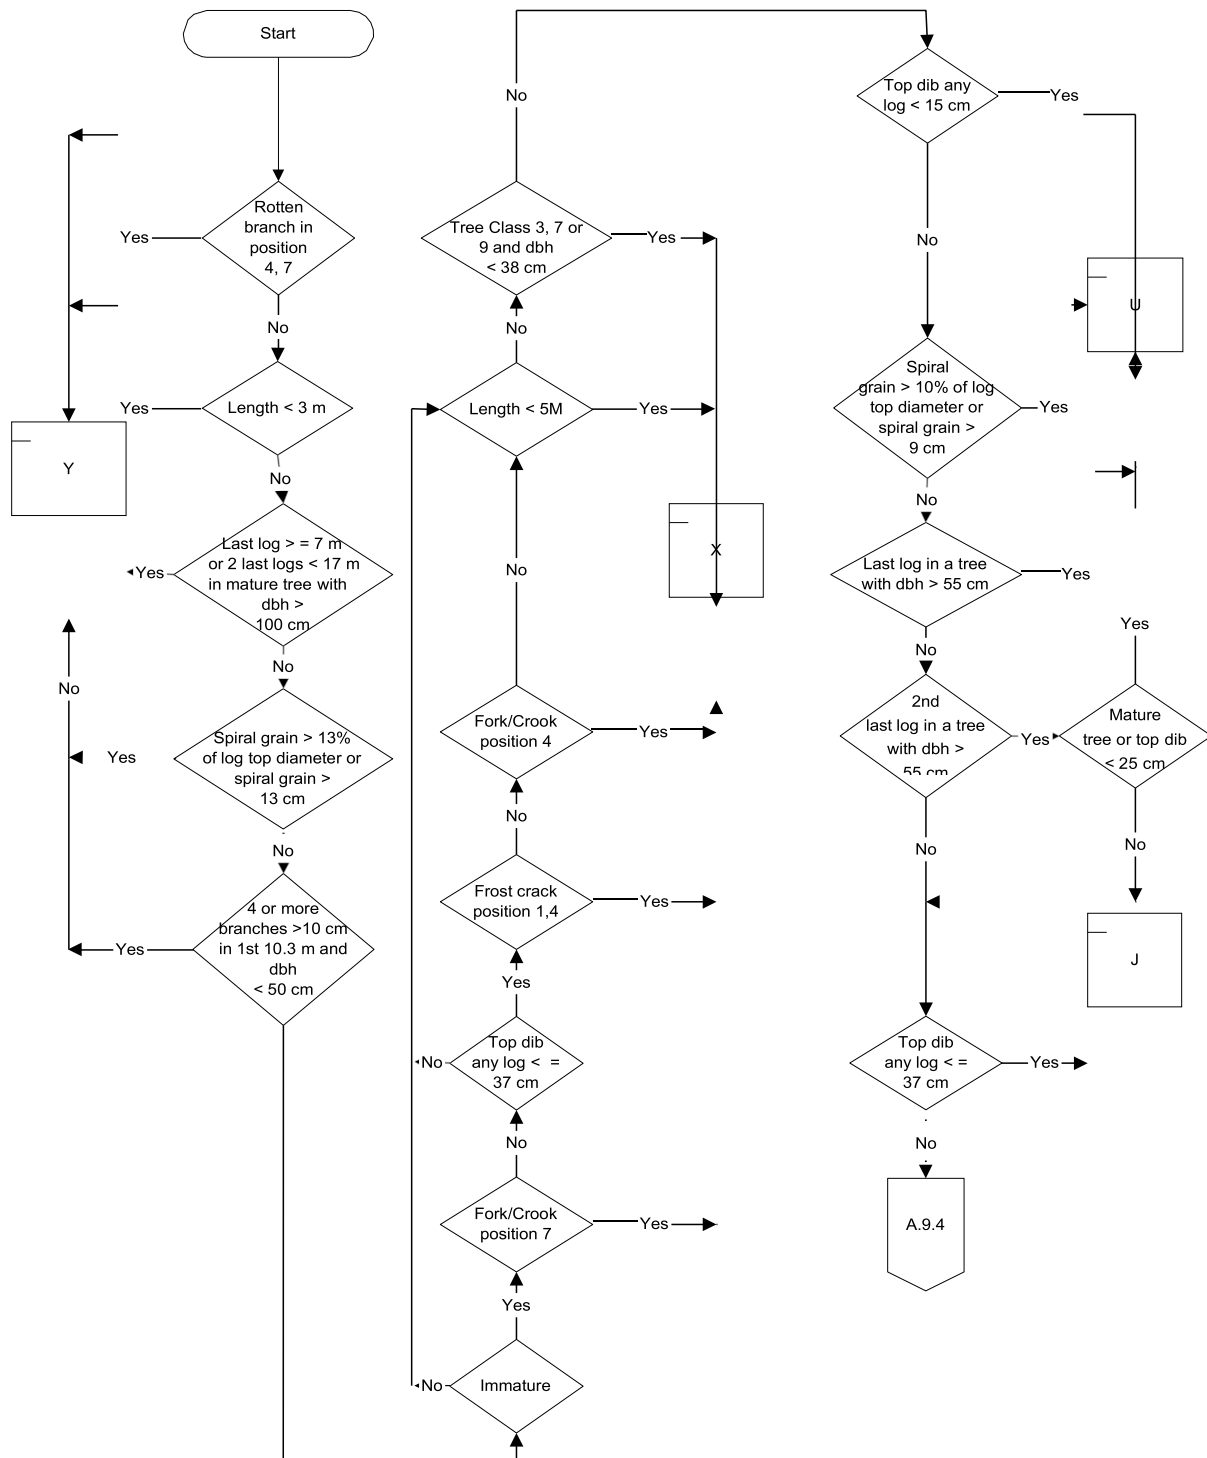 Start
Rotten
branch in
position
4, 7
Yes
No
Length < 3 m
Yes
No
Y
Last log > = 7 m
or 2 last logs < 17 m
in mature tree with
dbh >
100 cm
Yes
No
No
Spiral grain > 13%
of log top diameter or
spiral grain >
13 cm
Yes
No
4 or more
branches >10 cm
in 1st 10.3 m and
dbh
< 50 cm
Yes
No
Tree Class 3, 7 or
9 and dbh
< 38 cm
Yes
No
Length < 5M
Yes
X
No
Fork/Crook
position 4
Yes
No
Frost crack
position 1,4
Yes
Yes
Top dib
any log < =
37 cm
No
No
Fork/Crook
position 7
Yes
Yes
Immature
No
Top dib any
log < 15 cm
Yes
No
U
Spiral
grain > 10% of log
top diameter or
spiral grain >
9 cm
Yes
No
Last log in a tree
with dbh > 55 cm
Yes
No
2nd
last log in a tree
with dbh >
55 cm
Yes
Yes
Mature
tree or top dib
< 25 cm
No
No
J
Top dib
any log < =
37 cm
Yes
No
A.9.4